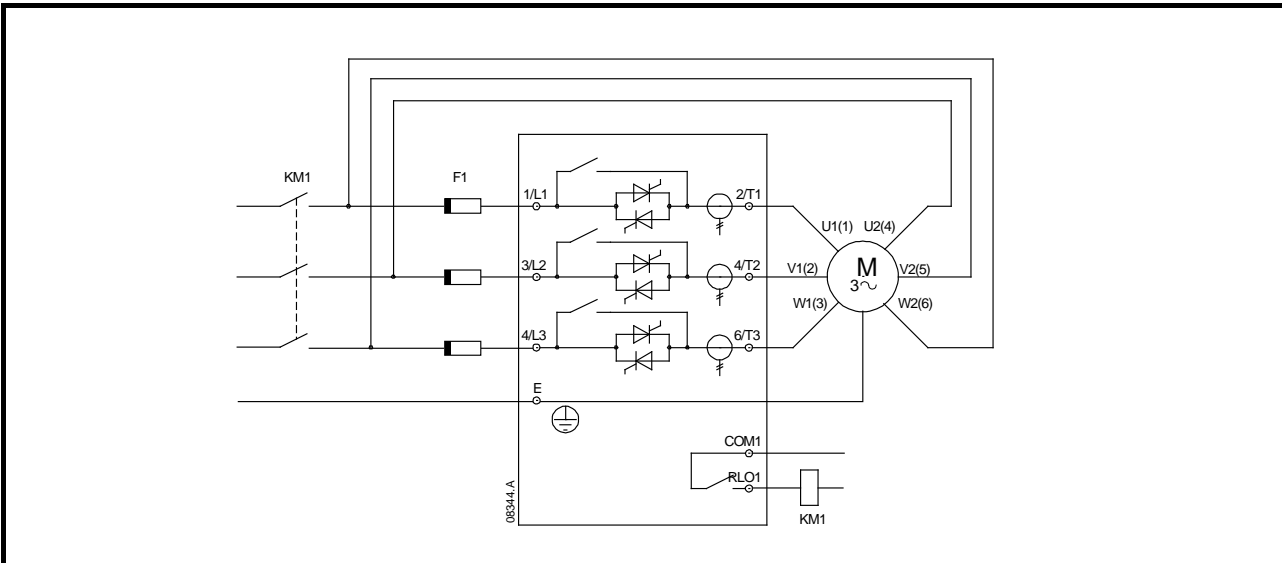 KM1
F1
1/L1
2/T1
U1(1)
U2(4)
3/L2
4/T2
V1(2)
M
3~
V2(5)
W1(3)
W2(6)
4/L3
6/T3
E
COM1
RLO1
KM1
08344.A